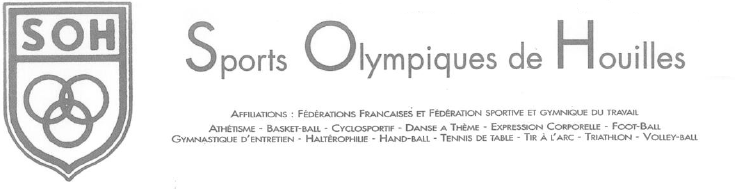 SOH
Sports Olympiques de Houilles
AFFILIATIONS : FÉDÉRATIONS FRANCAISES ET FÉDÉRATION SPORTIVE ET GYMNIQUE DU TRAVAIL
ATHÉTISME - BASKET-BALL - CYCLOSPORTIF - DANSE A THÈME - EXPRESSION CORPORELLE - FOOT-BALL
GYMNASTIQUE D'ENTRETIEN - HALTÉROPHILIE - HAND-BALL - TENNIS DE TABLE - TIR À L'ARC - TRIATHLON - VOLLEY-BALL